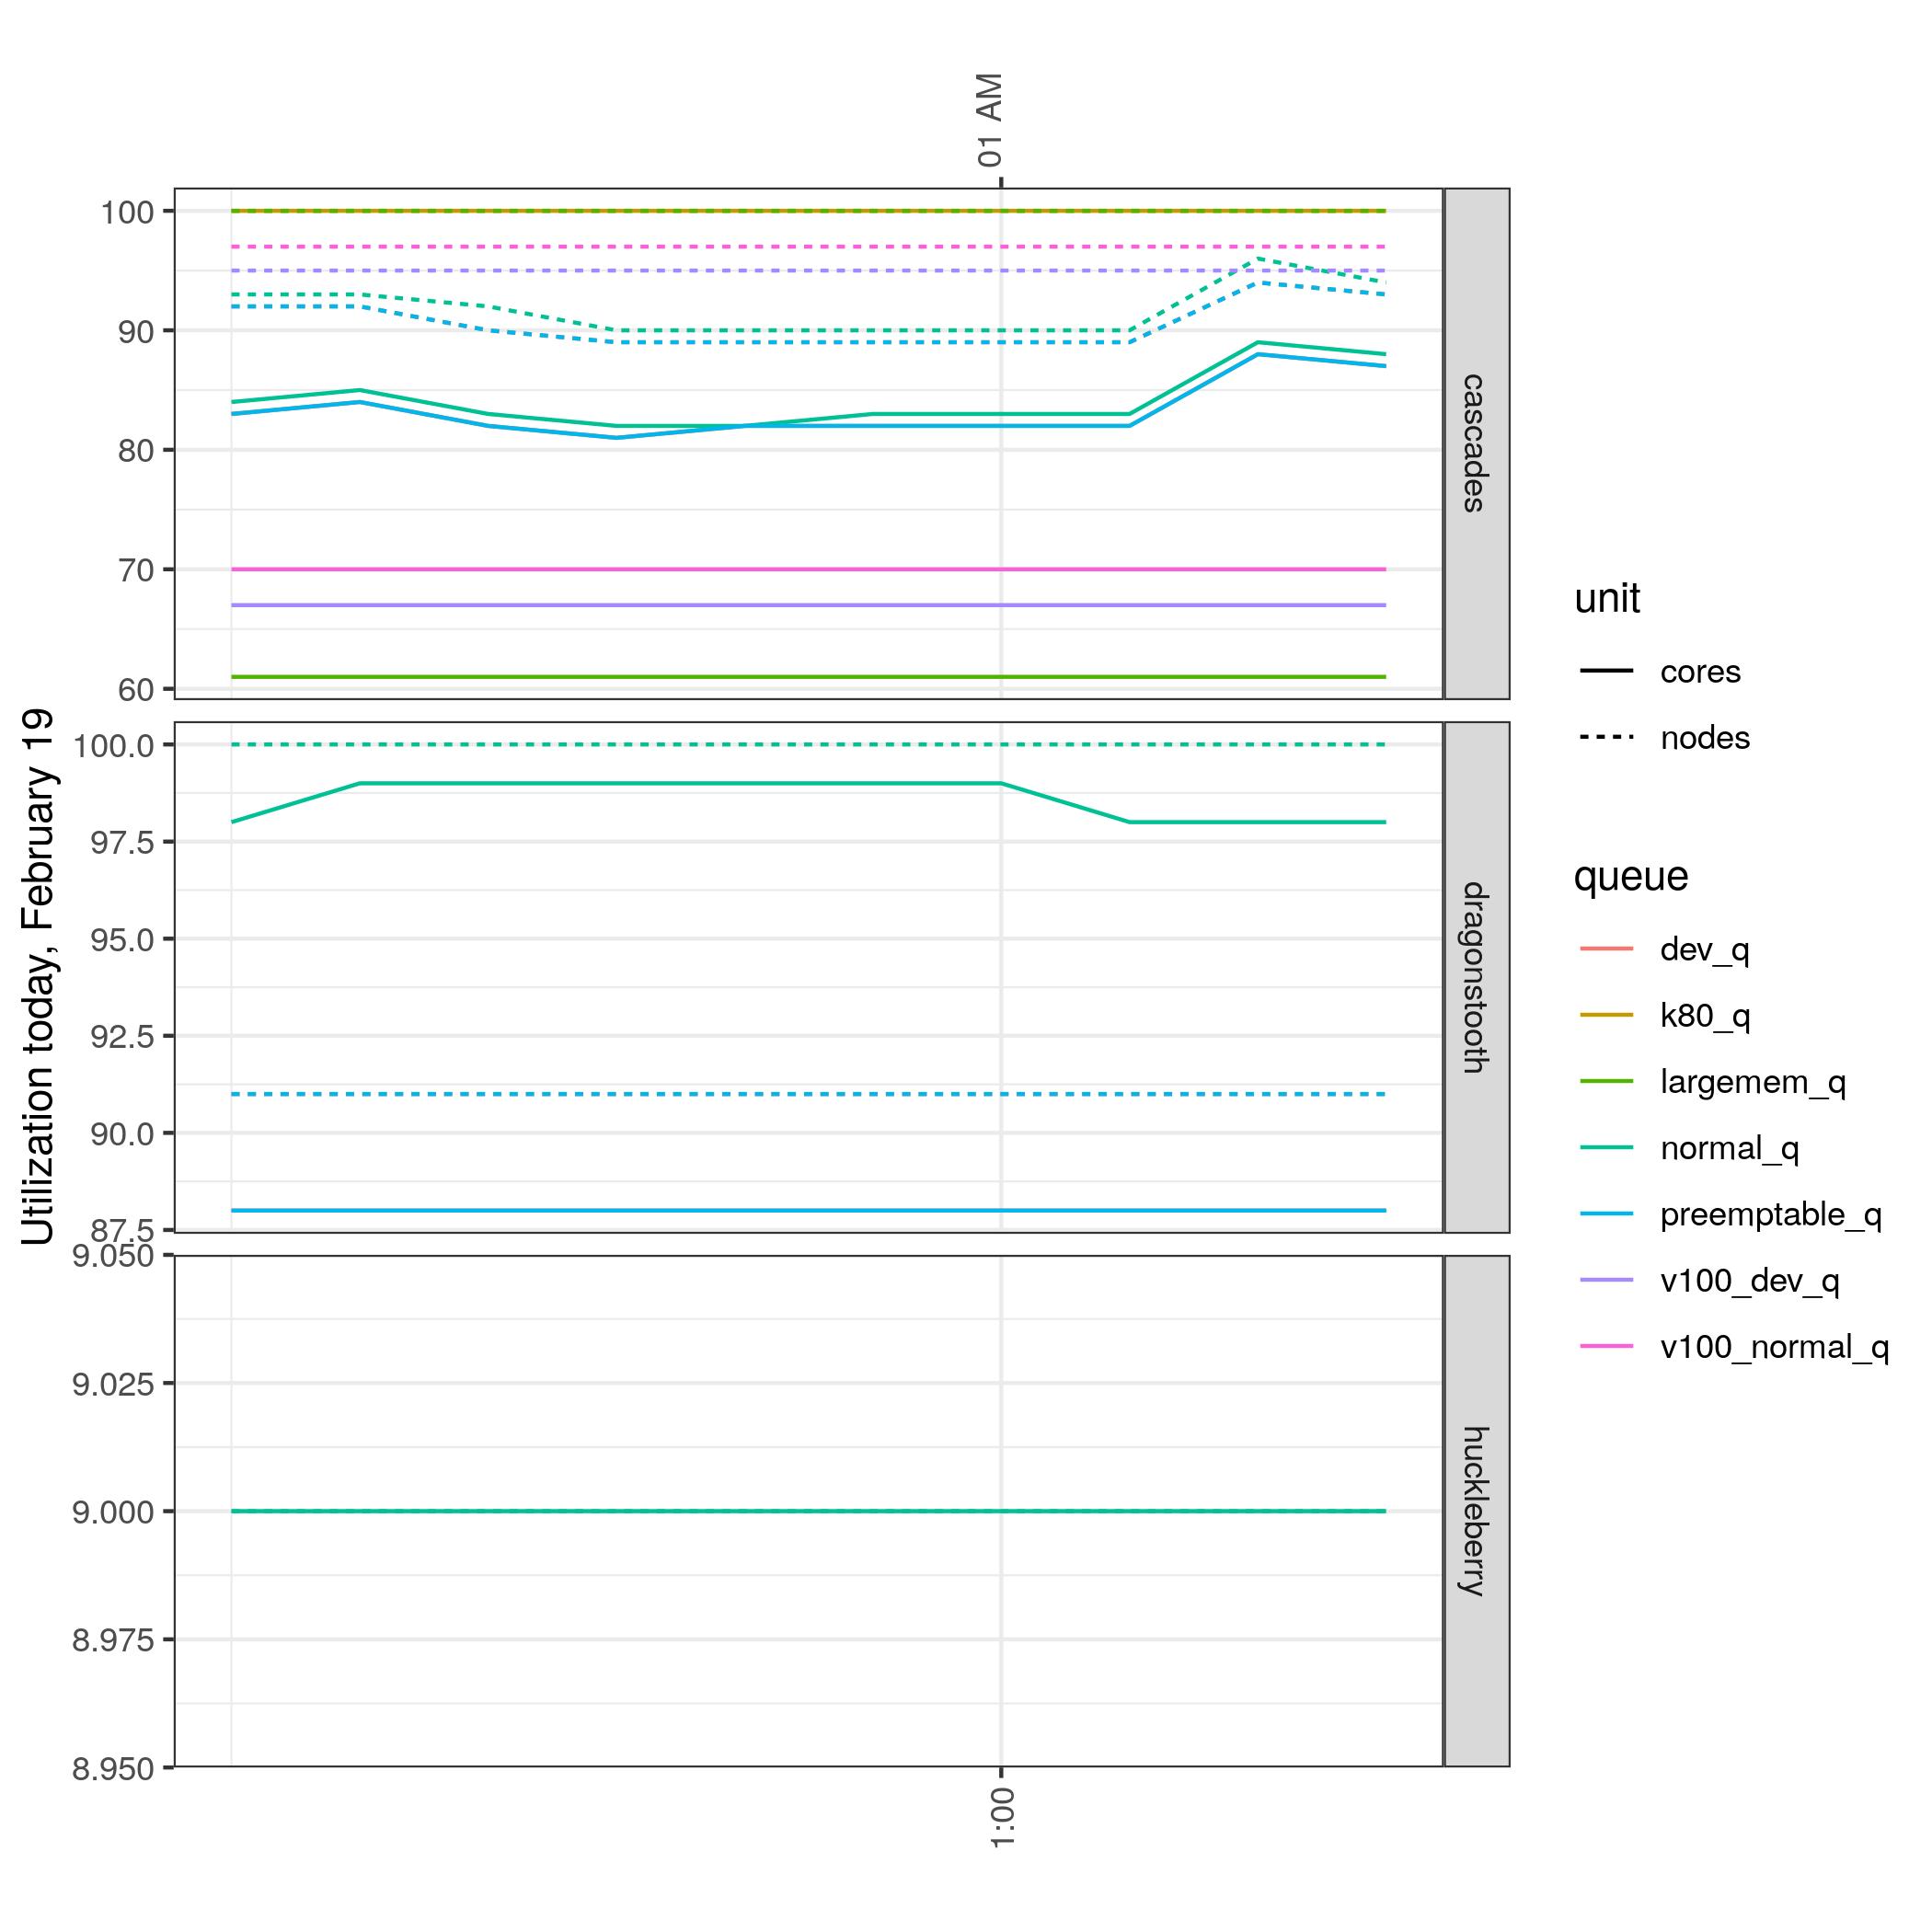 01 AM
100
90
80
70
60
cascades
100.0
97.5
95.0
92.5
90.0
87.5
dragonstooth
9.050
9.025
9.000
8.975
8.950
huckleberry
1:00
Utilization today, February 19
unit
cores
nodes
queue
dev_q
k80_q
largemem_q
normal_q
preemptable_q
v100_dev_q
v100_normal_q